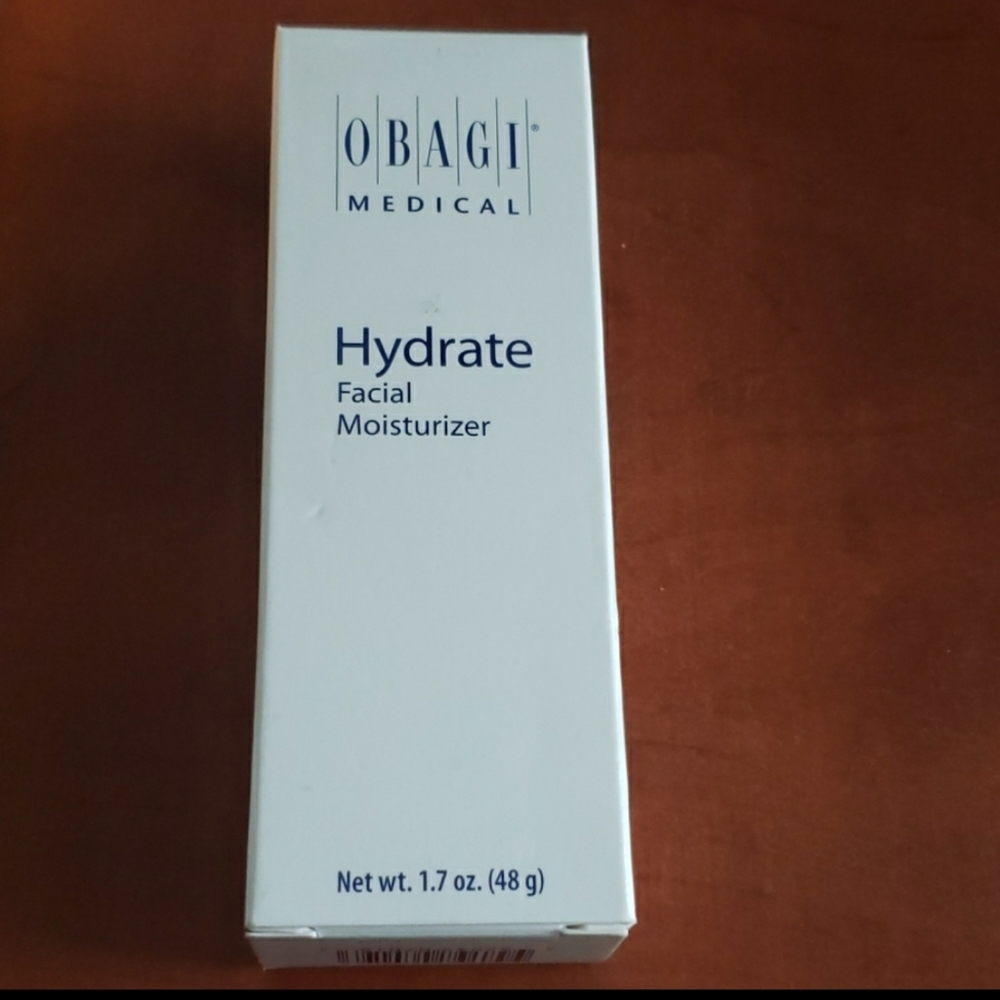 OBAGI®
MEDICAL
Hydrate
Facial
Moisturizer
Net wt. 1.7 oz. (48 g)